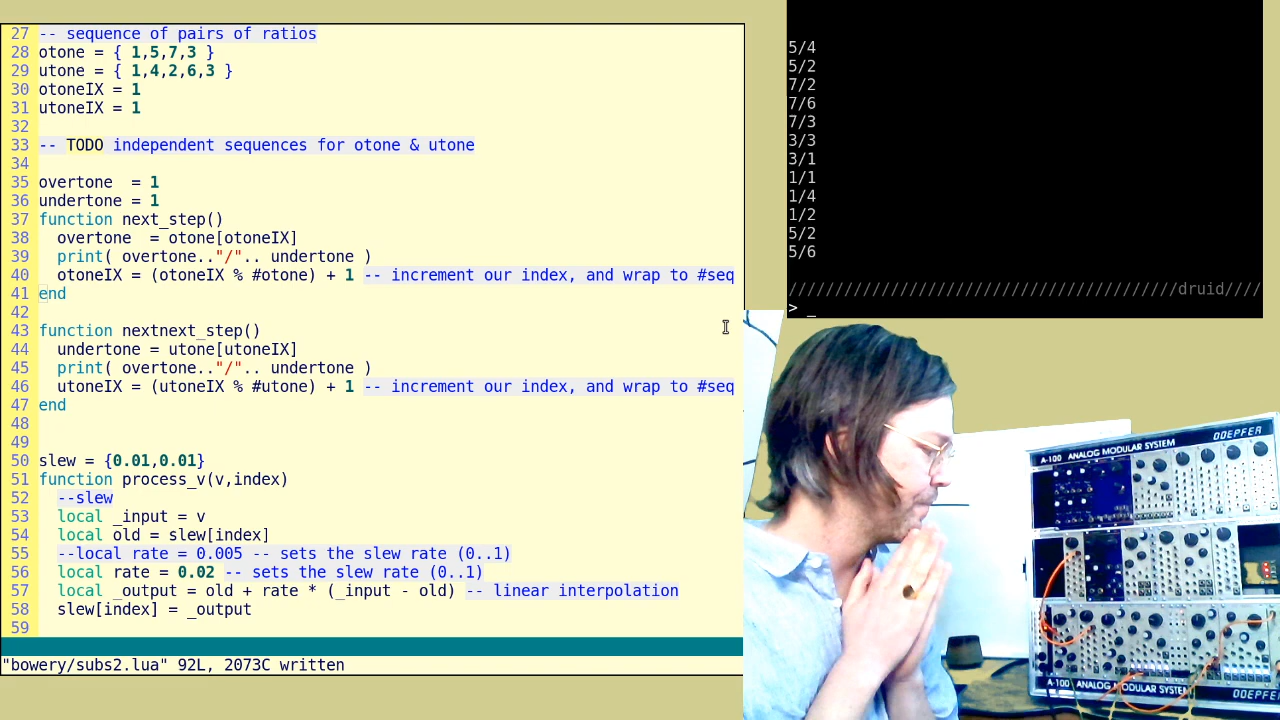 27 -- sequence of pairs of ratios
28 otone = { 1,5,7,3 }
29 utone = { 1,4,2,6,3 }
30 otoneIX = 1
31 utoneIX = 1
32
33 -- TODO independent sequences for otone & utone
34
35 overtone  = 1
36 undertone = 1
37 function next_step()
38   overtone  = otone[otoneIX]
39   print( overtone.."/".. undertone )
40   otoneIX = (otoneIX % #otone) + 1 -- increment our index, and wrap to #seq
41 end
42
43 function nextnext_step()
44   undertone = utone[utoneIX]
45   print( overtone.."/".. undertone )
46   utoneIX = (utoneIX % #utone) + 1 -- increment our index, and wrap to #seq
47 end
48
49
50 slew = {0.01,0.01}
51 function process_v(v,index)
52   --slew
53   local _input = v
54   local old = slew[index]
55   --local rate = 0.005 -- sets the slew rate (0..1)
56   local rate = 0.02 -- sets the slew rate (0..1)
57   local _output = old + rate * (_input - old) -- linear interpolation
58   slew[index] = _output
59
"bowery/subs2.lua" 92L, 2073C written
5/4
5/2
7/2
7/6
7/3
3/3
3/1
1/1
1/4
1/2
5/2
5/6
//////////////////////////////////////////druid////
> _
A-100 ANALOG MODULAR SYSTEM DOEPFER
A-100 ANALOG MODULAR SYSTEM DOEPFER